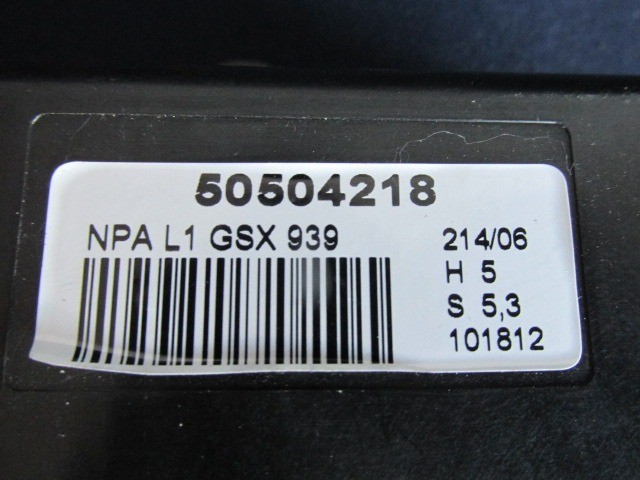 50504218
NPA L1 GSX 939
214/06
H 5
S 5,3
101812